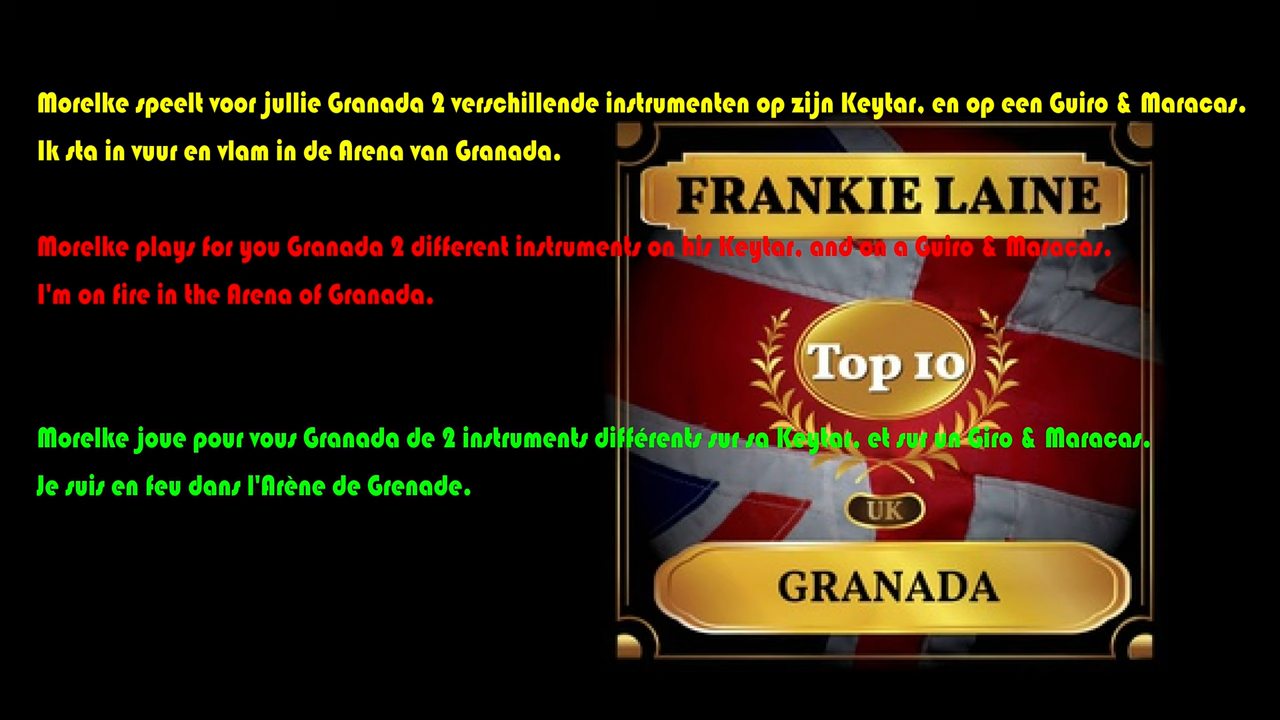 Morelke speelt voor jullie Granada 2 verschillende instrumenten op zijn Keytar, en op een Guiro & Maracas.
Ik sta in vuur en vlam in de Arena van Granada.
FRANKIE LAINE
Morelke plays for you Granada 2 different instruments on his Keytar, and on a Guiro & Maracas.
I'm on fire in the Arena of Granada.
Top 10
Morelke joue pour vous Granada de 2 instruments différents sur sa Keytar, et sur un Giro & Maracas.
Je suis en feu dans l'Arène de Grenade.
UK
GRANADA